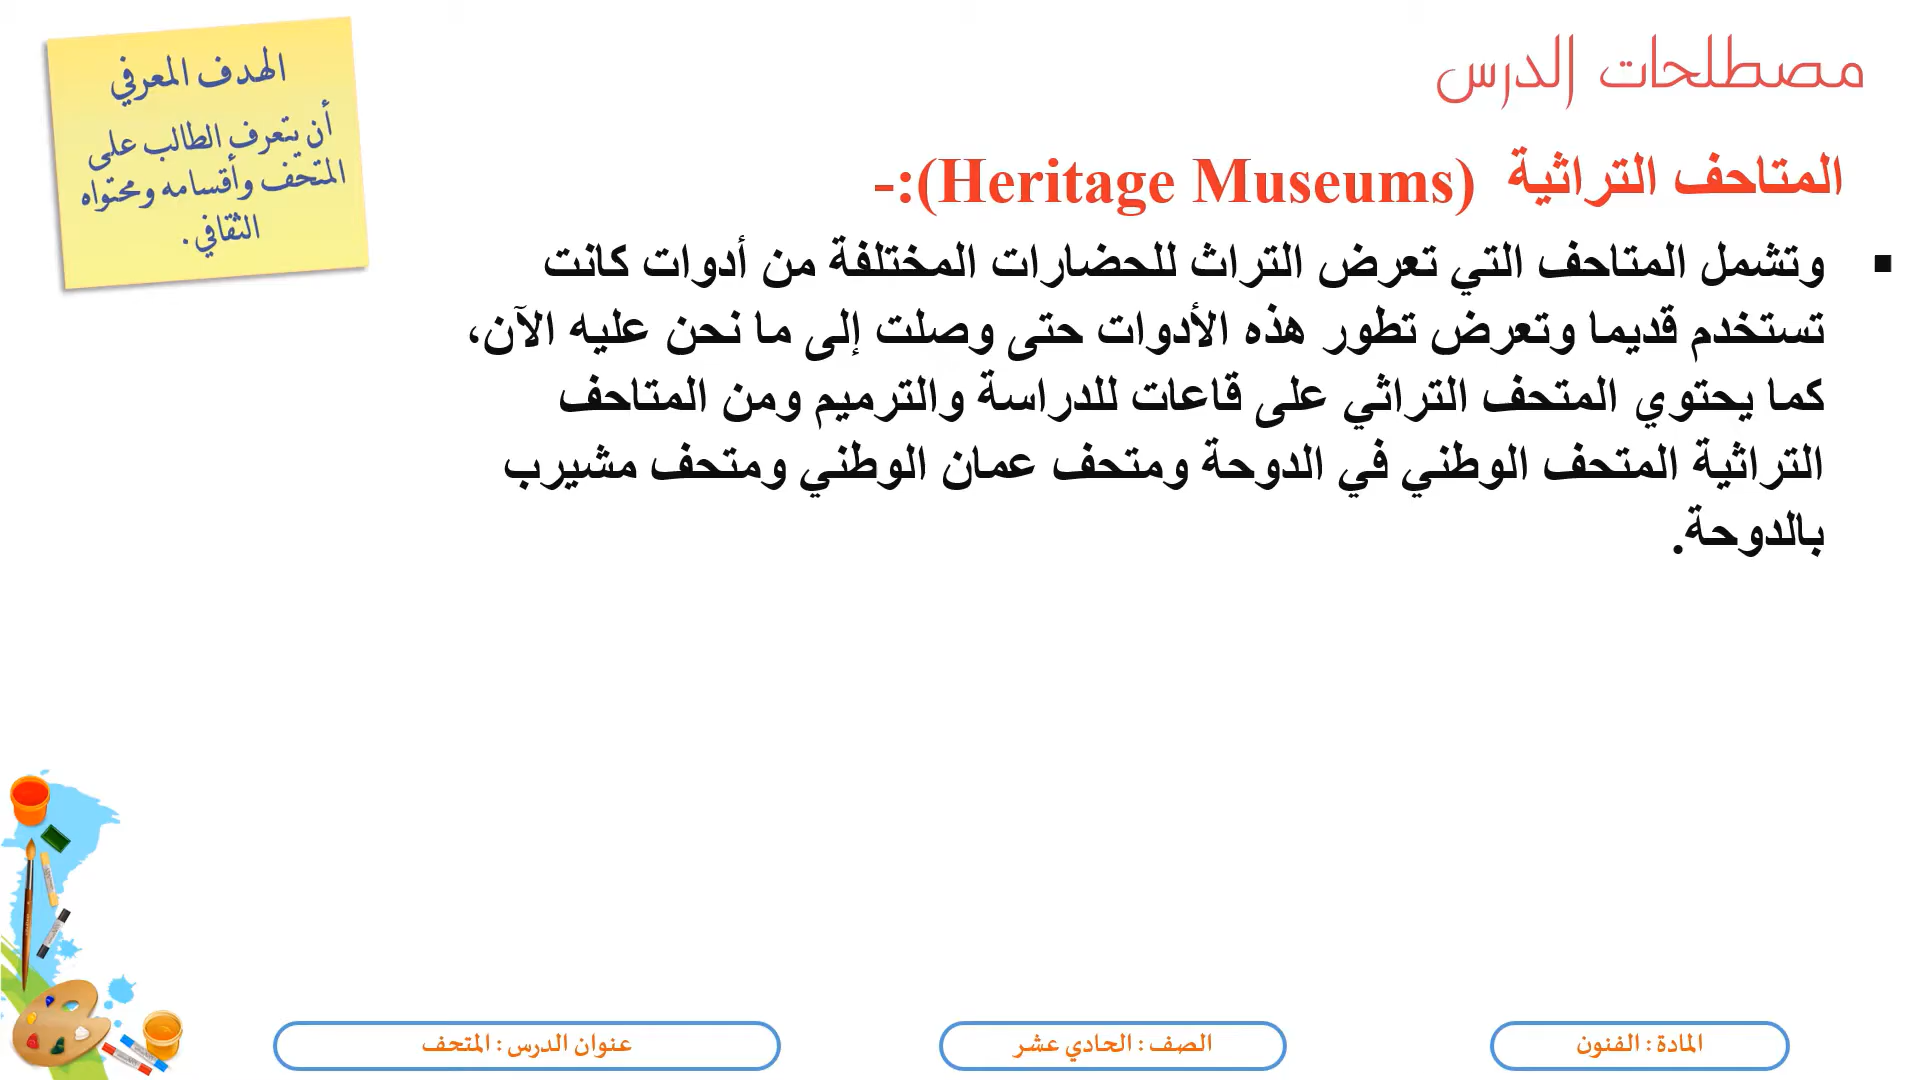 مصطلحات الدرس
الهدف المعرفي
أن يتعرف الطالب على
المتحف وأقسامه ومحتواه
الثقافي .
المتاحف التراثية (Heritage Museums):-
▪ وتشمل المتاحف التي تعرض التراث للحضارات المختلفة من أدوات كانت
تستخدم قديما وتعرض تطور هذه الأدوات حتى وصلت إلى ما نحن عليه الآن،
كما يحتوي المتحف التراثي على قاعات للدراسة والترميم ومن المتاحف
التراثية المتحف الوطني في الدوحة ومتحف عمان الوطني ومتحف مشيرب
بالدوحة.
المادة : الفنون
الصف : الحادي عشر
عنوان الدرس : المتحف